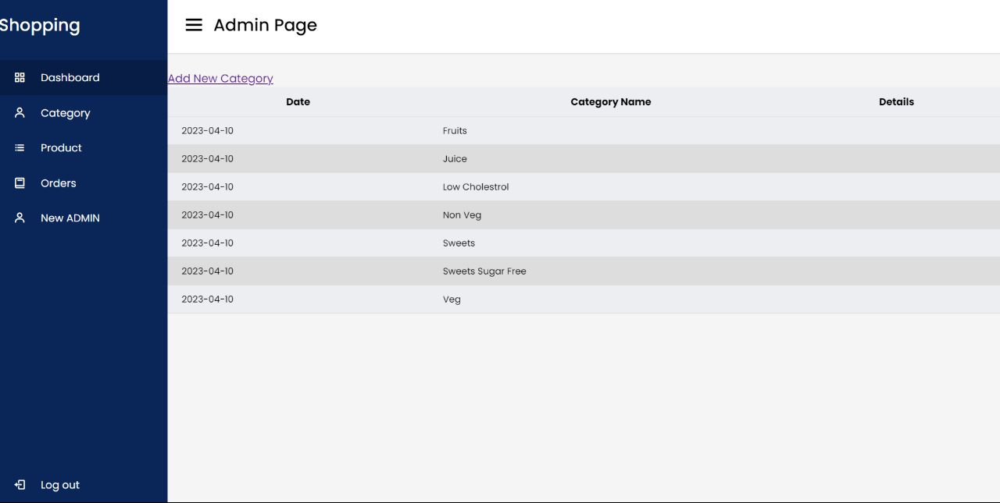 Shopping
Admin Page
Dashboard
Category
Product
Orders
New ADMIN
Log out
Add New Category
Date Category Name Details
2023-04-10 Fruits
2023-04-10 Juice
2023-04-10 Low Cholestrol
2023-04-10 Non Veg
2023-04-10 Sweets
2023-04-10 Sweets Sugar Free
2023-04-10 Veg